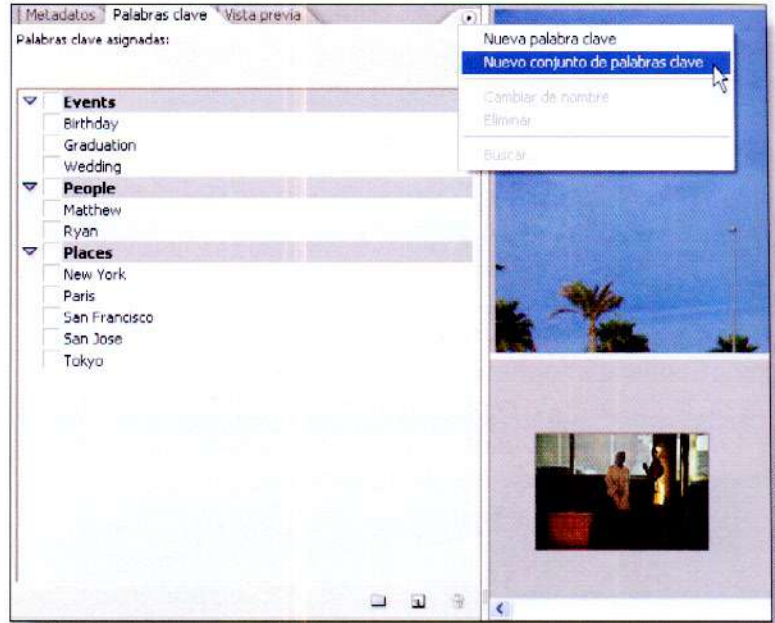 Metadatos Palabras clave Vista previa
Palabras clave asignadas:
Nueva palabra clave
Nuevo conjunto de palabras clave
Cambiar de nombre
Eliminar
Buscar
Events
Birthday
Graduation
Wedding
People
Matthew
Ryan
Places
New York
Paris
San Francisco
San Jose
Tokyo